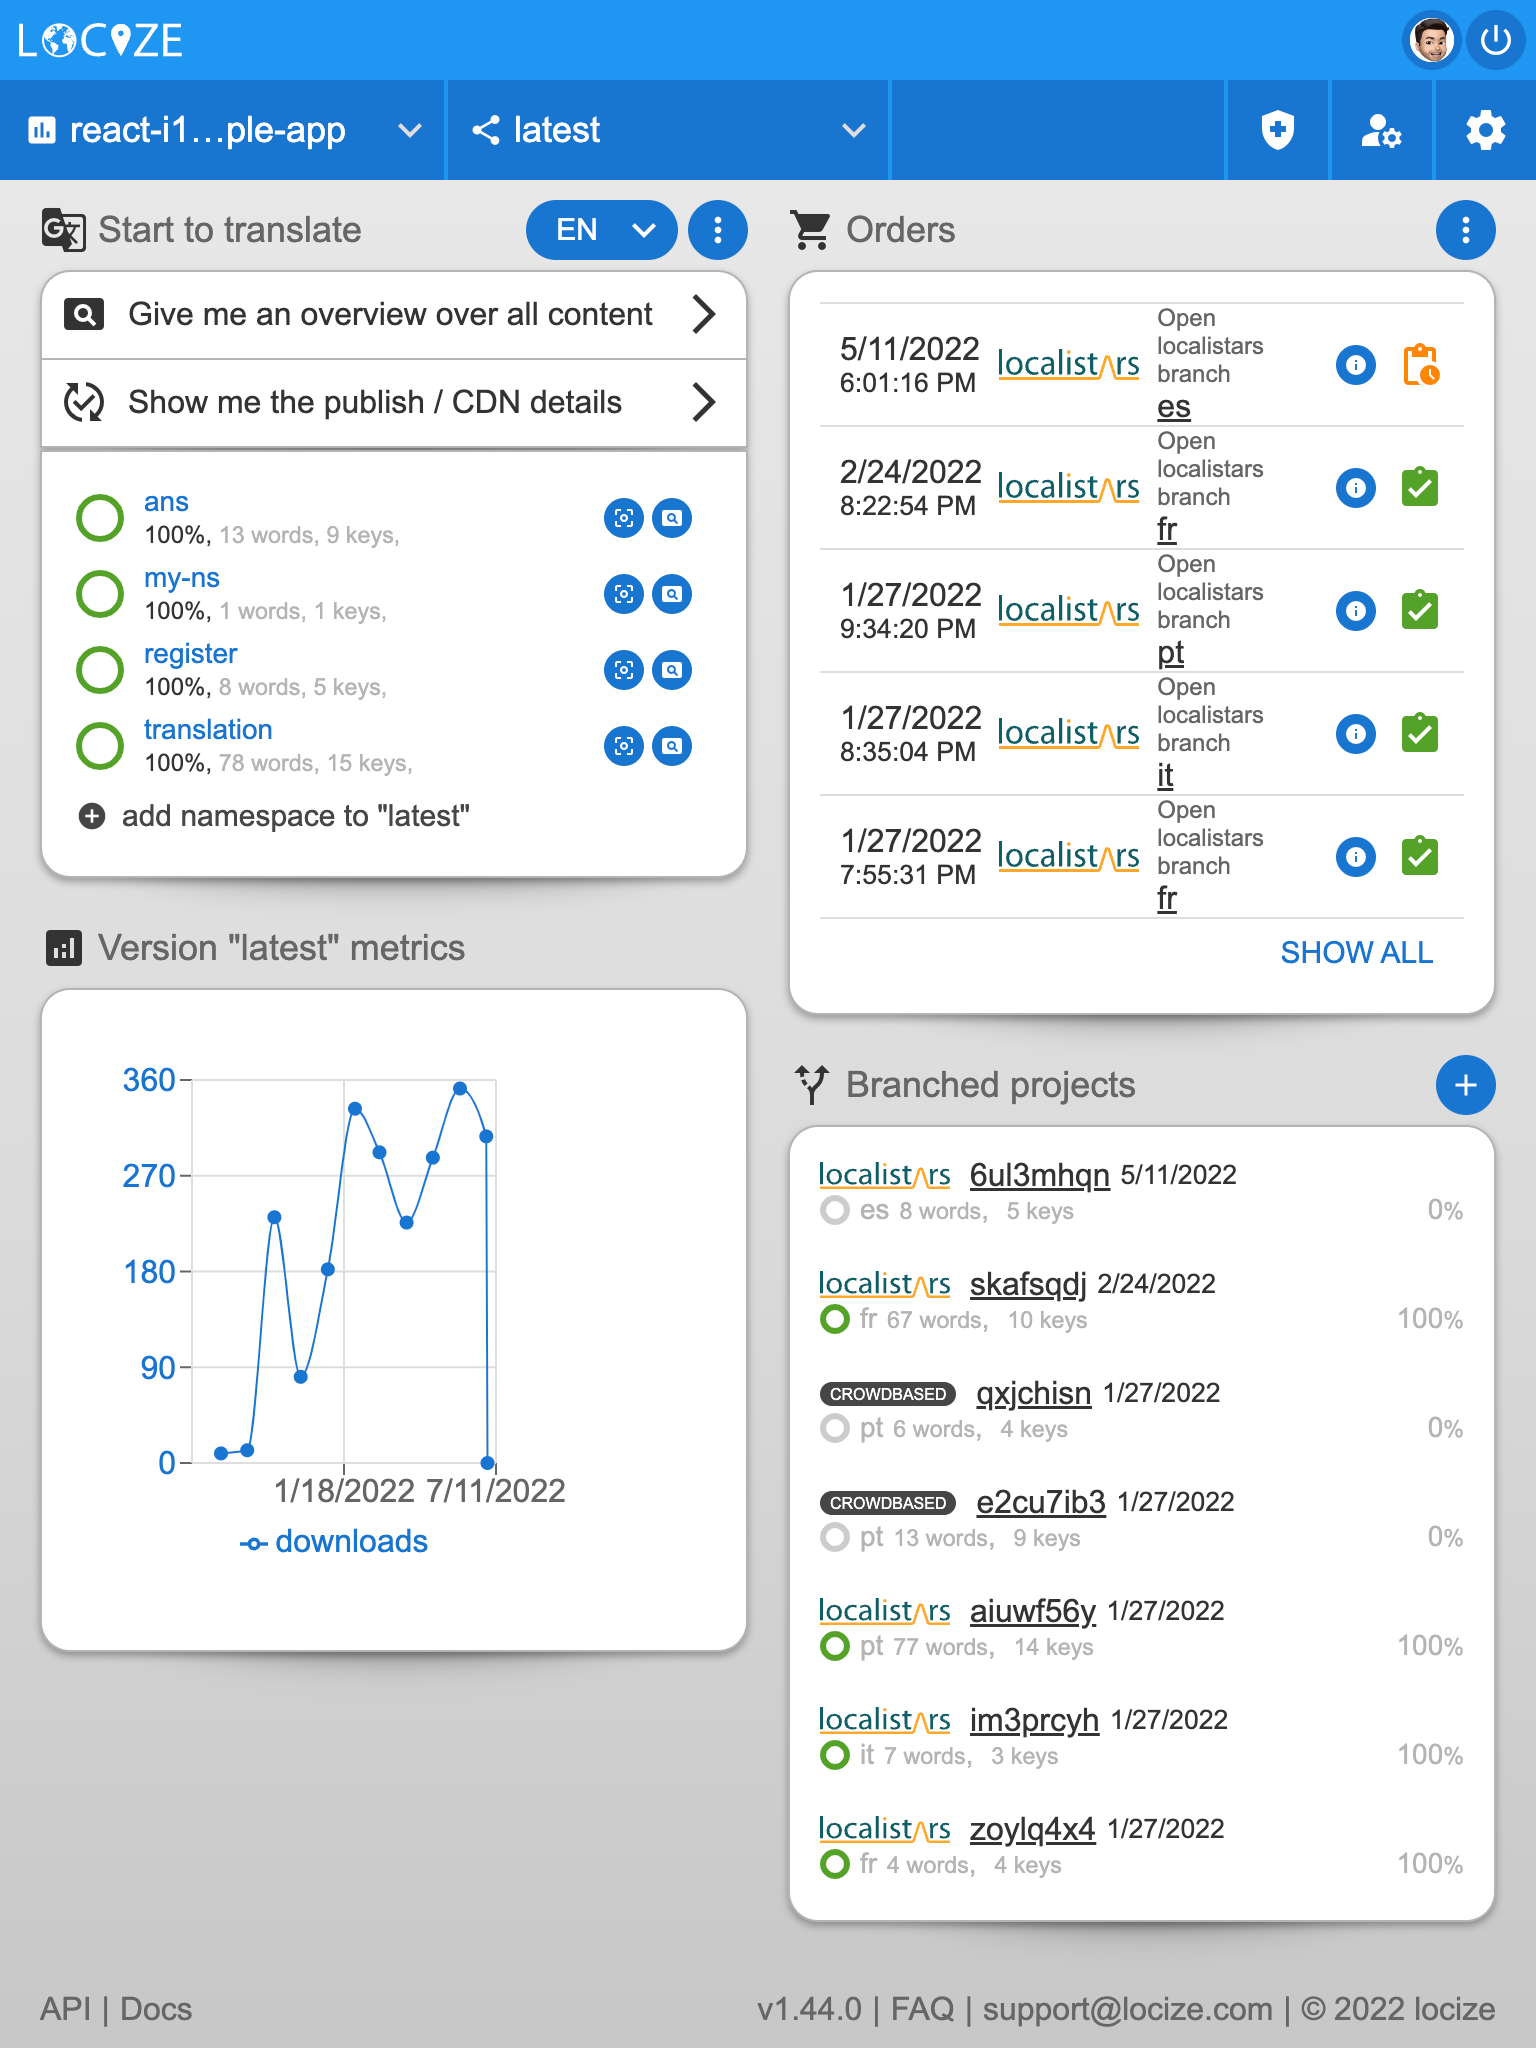 LOCIZE
react-i1...ple-app
latest
Start to translate
EN
Give me an overview over all content
Show me the publish / CDN details
ans
100%, 13 words, 9 keys,
my-ns
100%, 1 words, 1 keys,
register
100%, 8 words, 5 keys,
translation
100%, 78 words, 15 keys,
add namespace to "latest"
Version "latest" metrics
360
270
180
90
0
1/18/2022 7/11/2022
downloads
Orders
5/11/2022
6:01:16 PM
localistars
Open
localistars
branch
es
2/24/2022
8:22:54 PM
localistars
Open
localistars
branch
fr
1/27/2022
9:34:20 PM
localistars
Open
localistars
branch
pt
1/27/2022
8:35:04 PM
localistars
Open
localistars
branch
it
1/27/2022
7:55:31 PM
localistars
Open
localistars
branch
fr
SHOW ALL
Branched projects
localistars 6ul3mhqn 5/11/2022
es 8 words, 5 keys 0%
localistars skafsqdj 2/24/2022
fr 67 words, 10 keys 100%
CROWDBASED qxjchisn 1/27/2022
pt 6 words, 4 keys 0%
CROWDBASED e2cu7ib3 1/27/2022
pt 13 words, 9 keys 0%
localistars aiuwf56y 1/27/2022
pt 77 words, 14 keys 100%
localistars im3prcyh 1/27/2022
it 7 words, 3 keys 100%
localistars zoylq4x4 1/27/2022
fr 4 words, 4 keys 100%
API | Docs
v1.44.0 | FAQ | support@locize.com | © 2022 locize